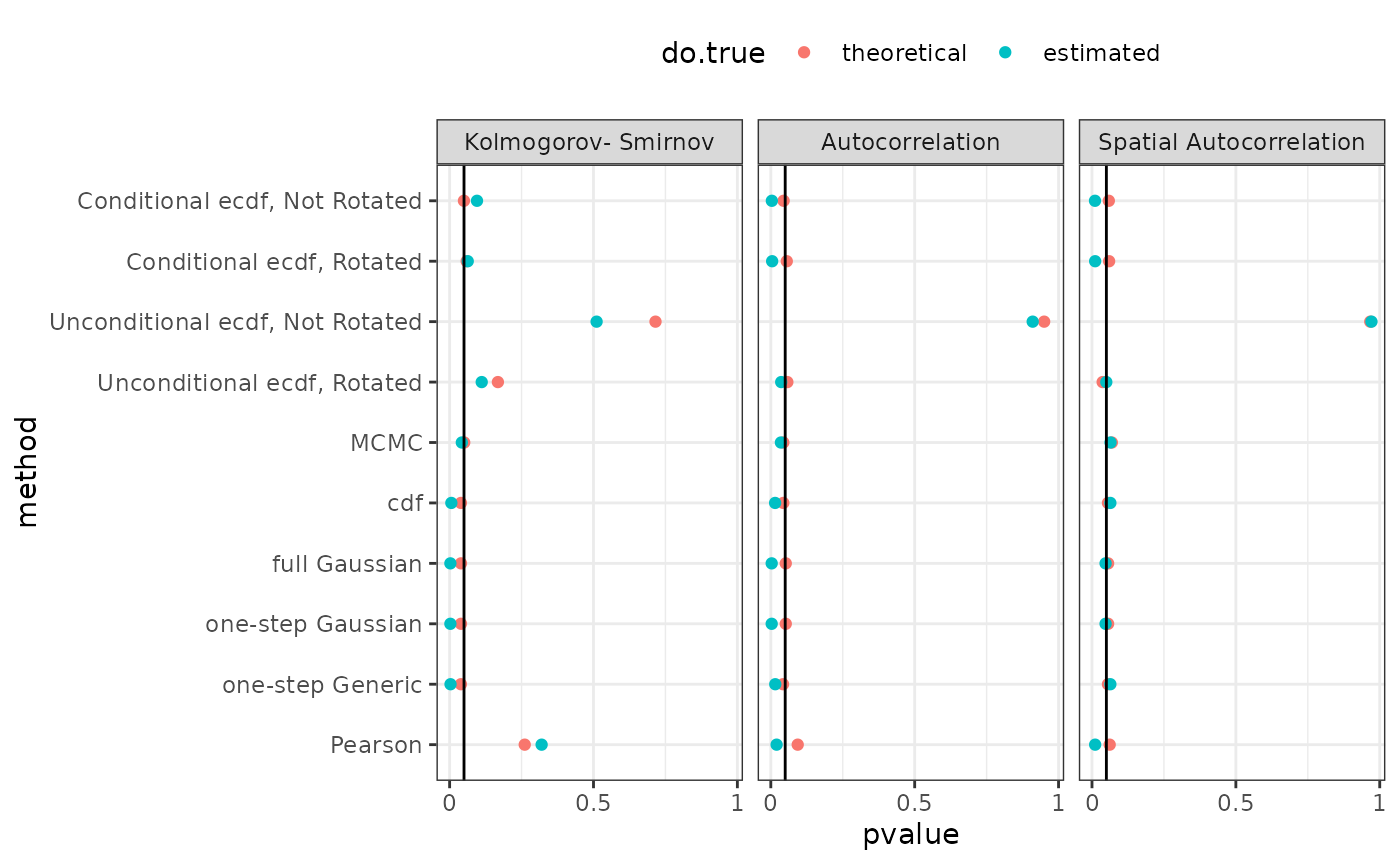 do.true theoretical estimated
Kolmogorov- Smirnov Autocorrelation Spatial Autocorrelation
method
Conditional ecdf, Not Rotated
Conditional ecdf, Rotated
Unconditional ecdf, Not Rotated
Unconditional ecdf, Rotated
MCMC
cdf
full Gaussian
one-step Gaussian
one-step Generic
Pearson
0 0.5 1 0 0.5 1 0 0.5 1
pvalue